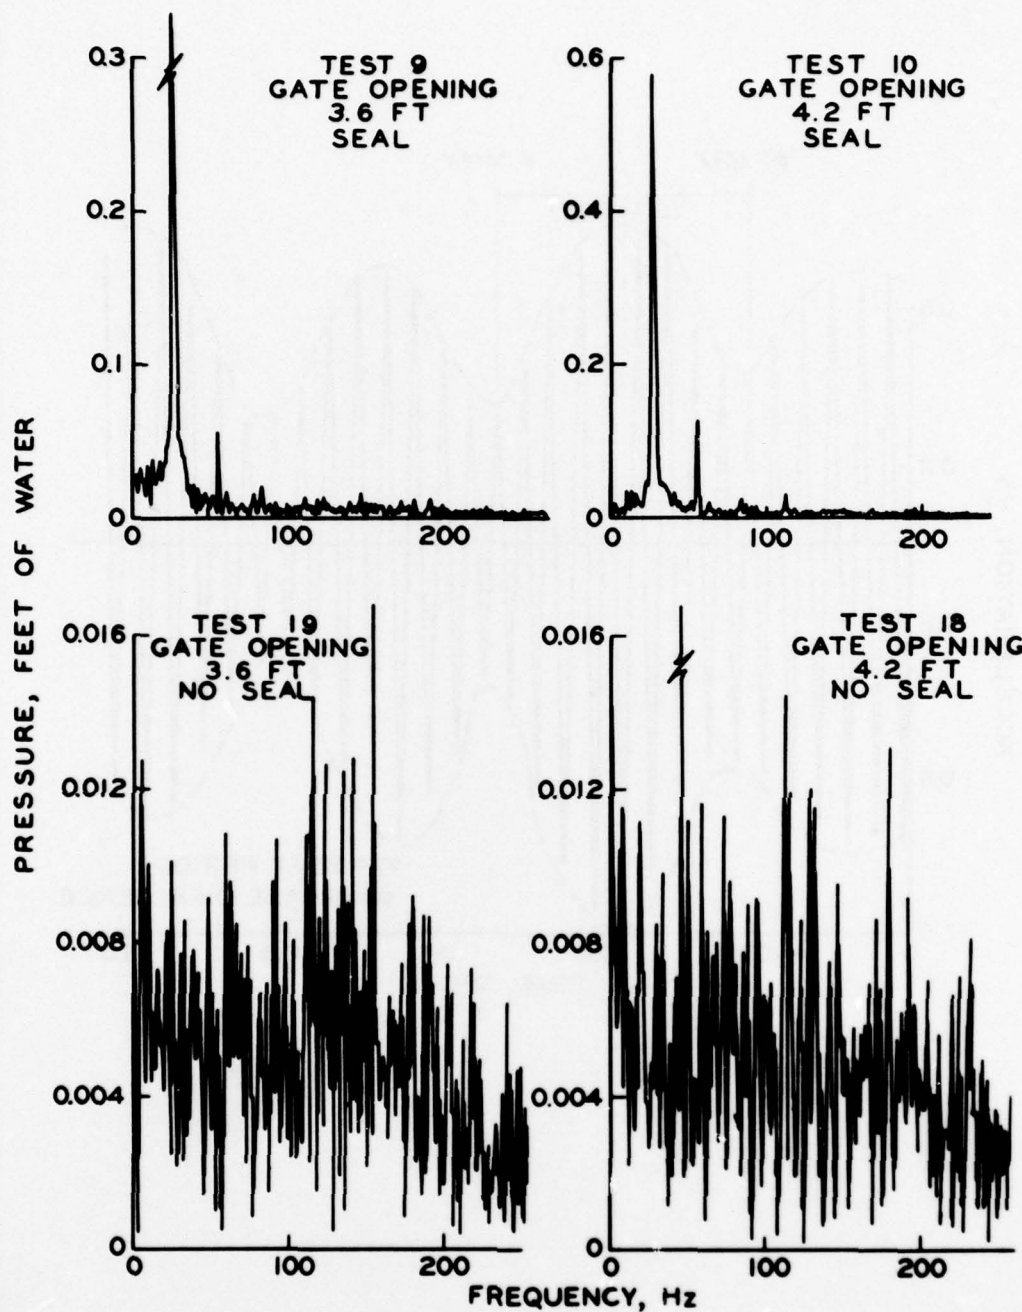 TEST 9
GATE OPENING
3.6 FT
SEAL
0.3
0.2
0.1
0
0
100
200
TEST 10
GATE OPENING
4.2 FT
SEAL
0.6
0.4
0.2
0
0
100
200
PRESSURE, FEET OF WATER
TEST 19
GATE OPENING
3.6 FT
NO SEAL
0.016
0.012
0.008
0.004
0
0
100
200
TEST 18
GATE OPENING
4.2 FT
NO SEAL
0.016
0.012
0.008
0.004
0
0
100
200
FREQUENCY, Hz